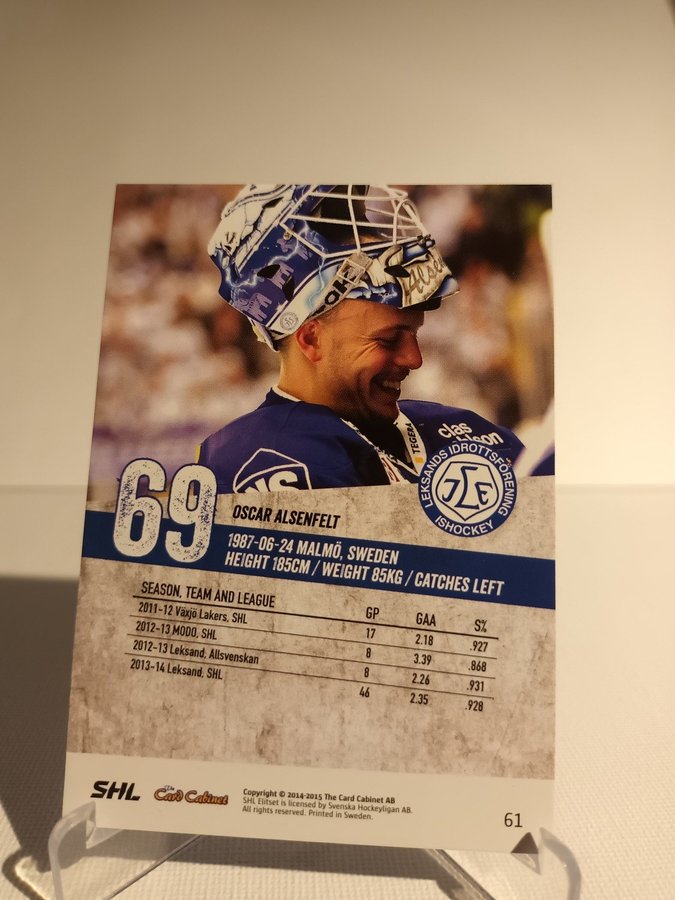 Alse
clas
TEGERA
LEKSANDS IDROTTSFÖRENING
ISHOCKEY
69
OSCAR ALSENFELT
1987-06-24 MALMÖ, SWEDEN
HEIGHT 185CM / WEIGHT 85KG / CATCHES LEFT
SEASON, TEAM AND LEAGUE GP GAA S%
2011-12 Växjö Lakers, SHL 17 2.18 .927
2012-13 MODO, SHL 8 3.39 .868
2012-13 Leksand, Allsvenskan 8 2.26 .931
2013-14 Leksand, SHL 46 2.35 .928
SHL
The Card Cabinet
Copyright © 2014-2015 The Card Cabinet AB
SHL Elitset is licensed by Svenska Hockeyligan AB.
All rights reserved. Printed in Sweden.
61